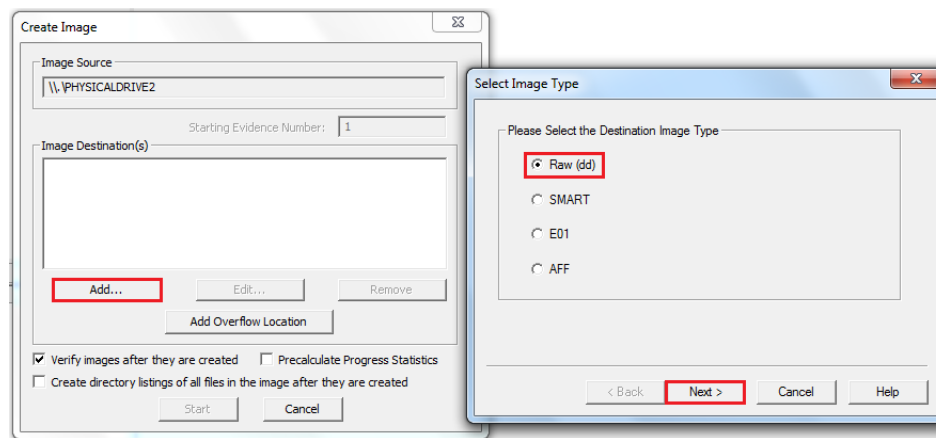 Create Image
Image Source
\\.\PHYSICALDRIVE2
Starting Evidence Number: 1
Image Destination(s)
Add...
Edit...
Remove
Add Overflow Location
Verify images after they are created
Precalculate Progress Statistics
Create directory listings of all files in the image after they are created
Start
Cancel
Select Image Type
Please Select the Destination Image Type
Raw (dd)
SMART
E01
AFF
< Back
Next >
Cancel
Help